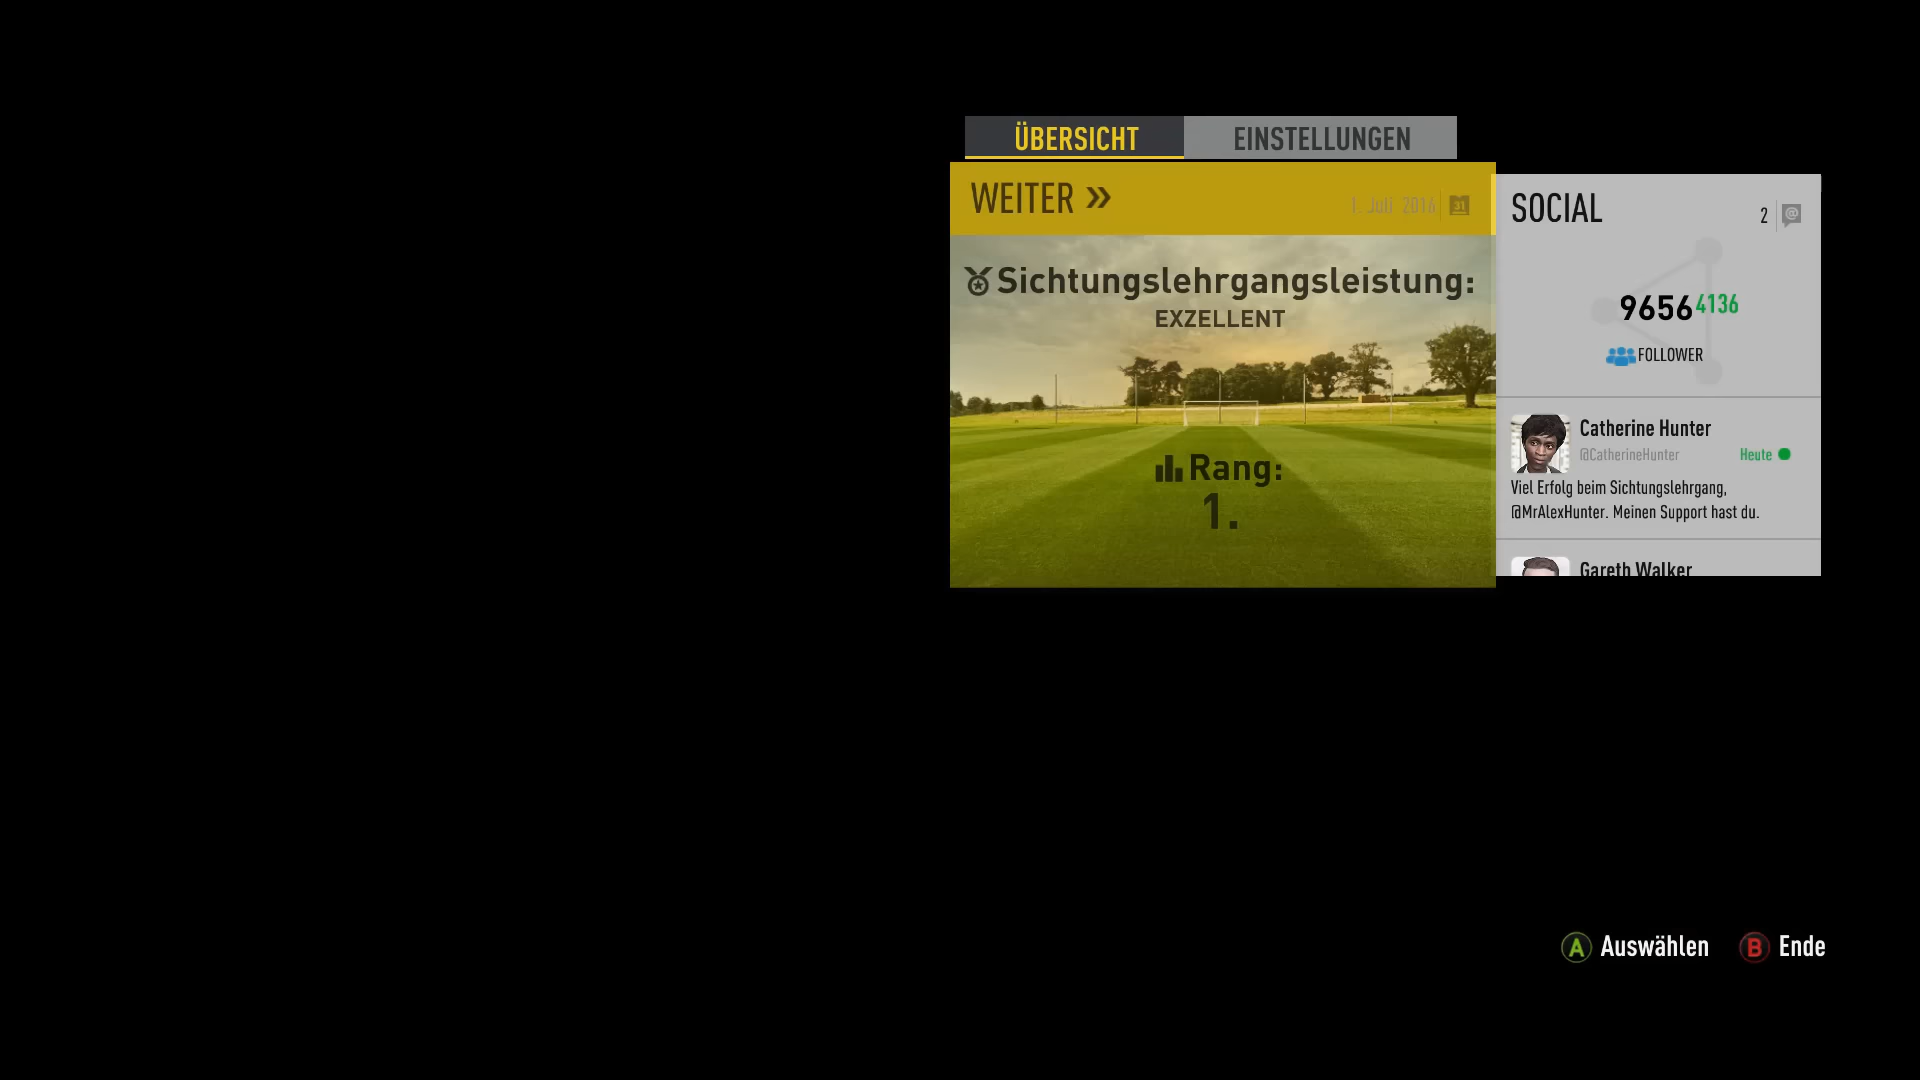 ÜBERSICHT
EINSTELLUNGEN
WEITER »
1. Juli 2016
31
Sichtungslehrgangsleistung:
EXZELLENT
Rang:
1.
SOCIAL
2
@
9656 4136
FOLLOWER
Catherine Hunter
@CatherineHunter
Heute
Viel Erfolg beim Sichtungslehrgang,
@MrAlexHunter. Meinen Support hast du.
Gareth Walker
A Auswählen
B Ende